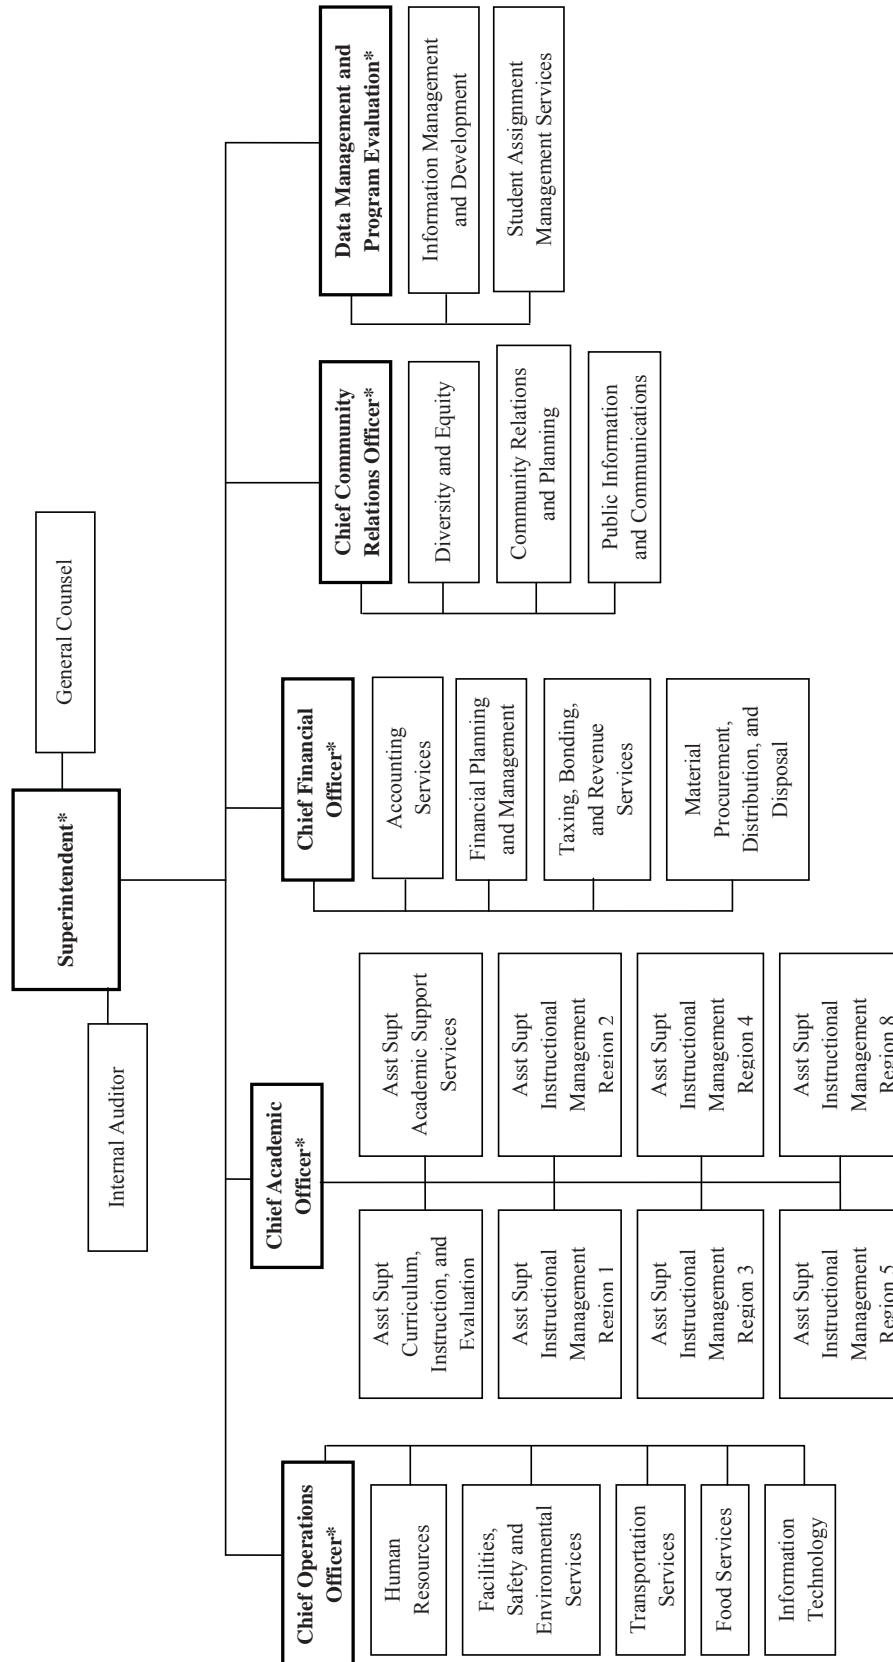 Superintendent*
General Counsel
Internal Auditor
Chief Operations
Officer*
Human
Resources
Facilities,
Safety and
Environmental
Services
Transportation
Services
Food Services
Information
Technology
Chief Academic
Officer*
Asst Supt
Curriculum,
Instruction, and
Evaluation
Asst Supt
Academic Support
Services
Asst Supt
Instructional
Management
Region 1
Asst Supt
Instructional
Management
Region 2
Asst Supt
Instructional
Management
Region 3
Asst Supt
Instructional
Management
Region 4
Asst Supt
Instructional
Management
Region 5
Asst Supt
Instructional
Management
Region 8
Chief Financial
Officer*
Accounting
Services
Financial Planning
and Management
Taxing, Bonding,
and Revenue
Services
Material
Procurement,
Distribution, and
Disposal
Chief Community
Relations Officer*
Diversity and Equity
Community Relations
and Planning
Public Information
and Communications
Data Management and
Program Evaluation*
Information Management
and Development
Student Assignment
Management Services